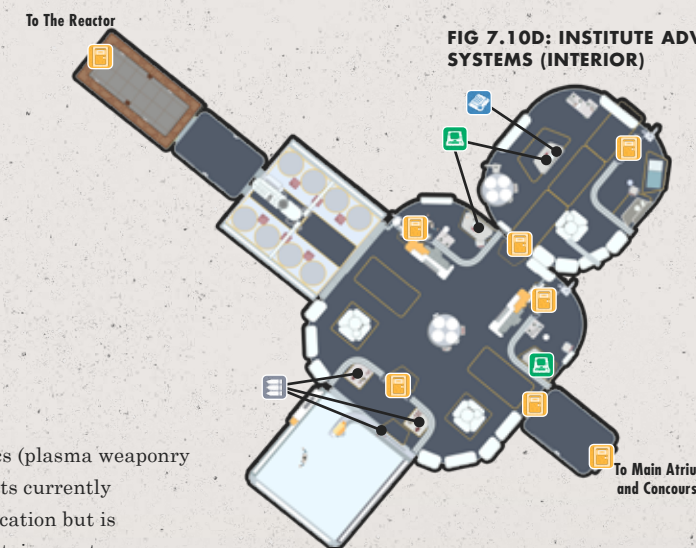 To The Reactor
FIG 7.10D: INSTITUTE ADV
SYSTEMS (INTERIOR)
cs (plasma weaponry
ts currently
cation but is
To Main Atriu
and Concours